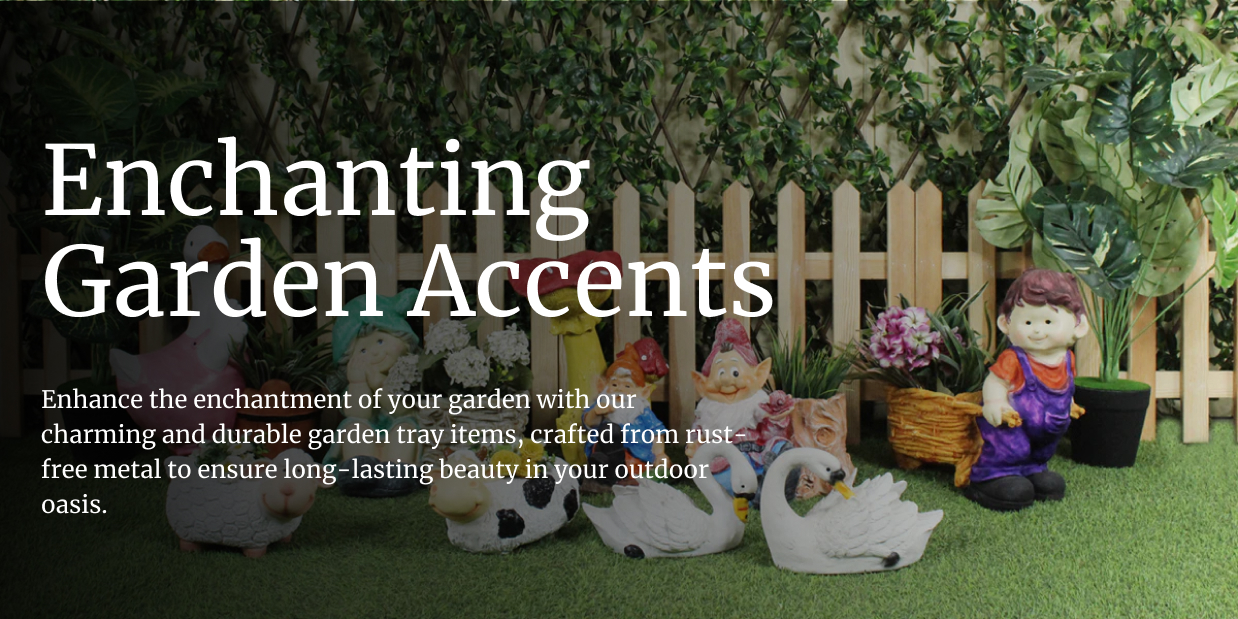 Enchanting
Garden Accents
Enhance the enchantment of your garden with our
charming and durable garden tray items, crafted from rust-
free metal to ensure long-lasting beauty in your outdoor
oasis.